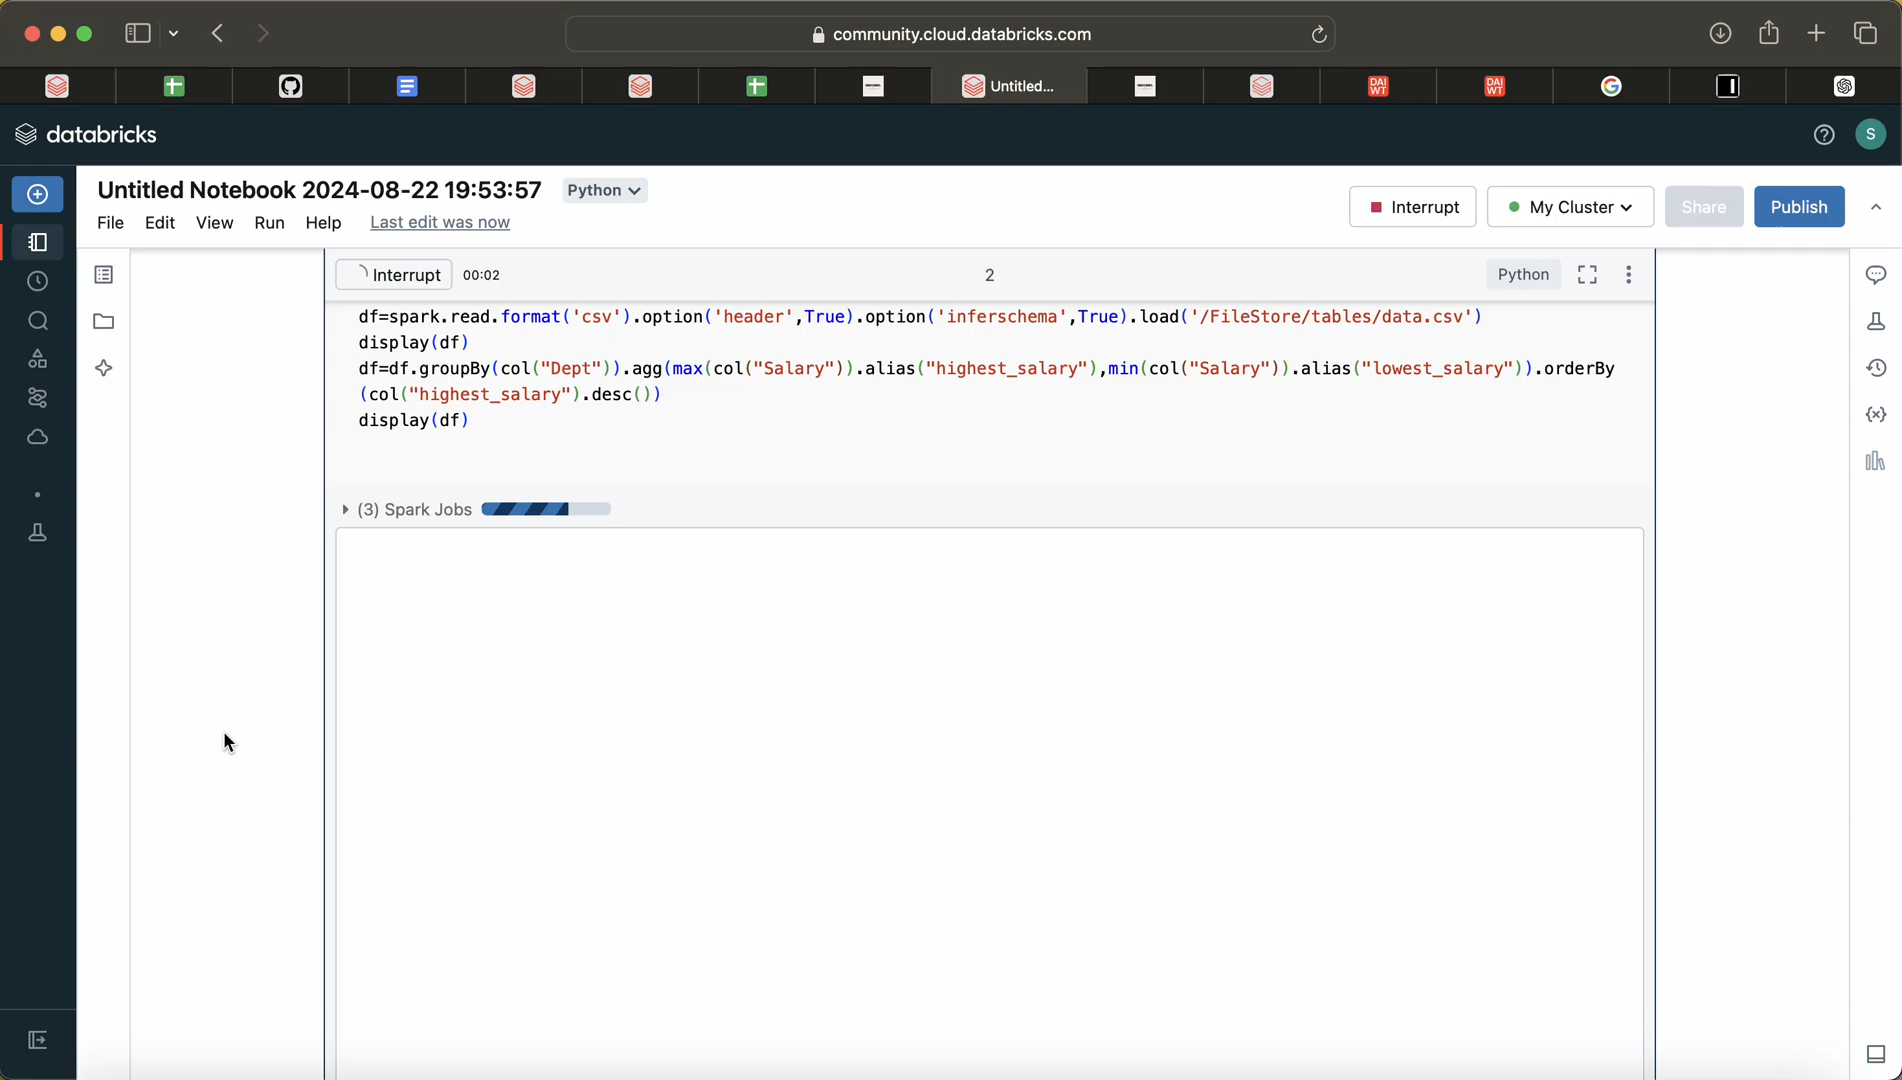 community.cloud.databricks.com
Untitled...
DAI
WT
DAI
WT
databricks
S
Untitled Notebook 2024-08-22 19:53:57
Python
File Edit View Run Help Last edit was now
Interrupt
My Cluster
Share
Publish
Interrupt 00:02
2
Python
df=spark.read.format('csv').option('header',True).option('inferschema',True).load('/FileStore/tables/data.csv')
display(df)
df=df.groupBy(col("Dept")).agg(max(col("Salary")).alias("highest_salary"),min(col("Salary")).alias("lowest_salary")).orderBy
(col("highest_salary").desc())
display(df)
(3) Spark Jobs